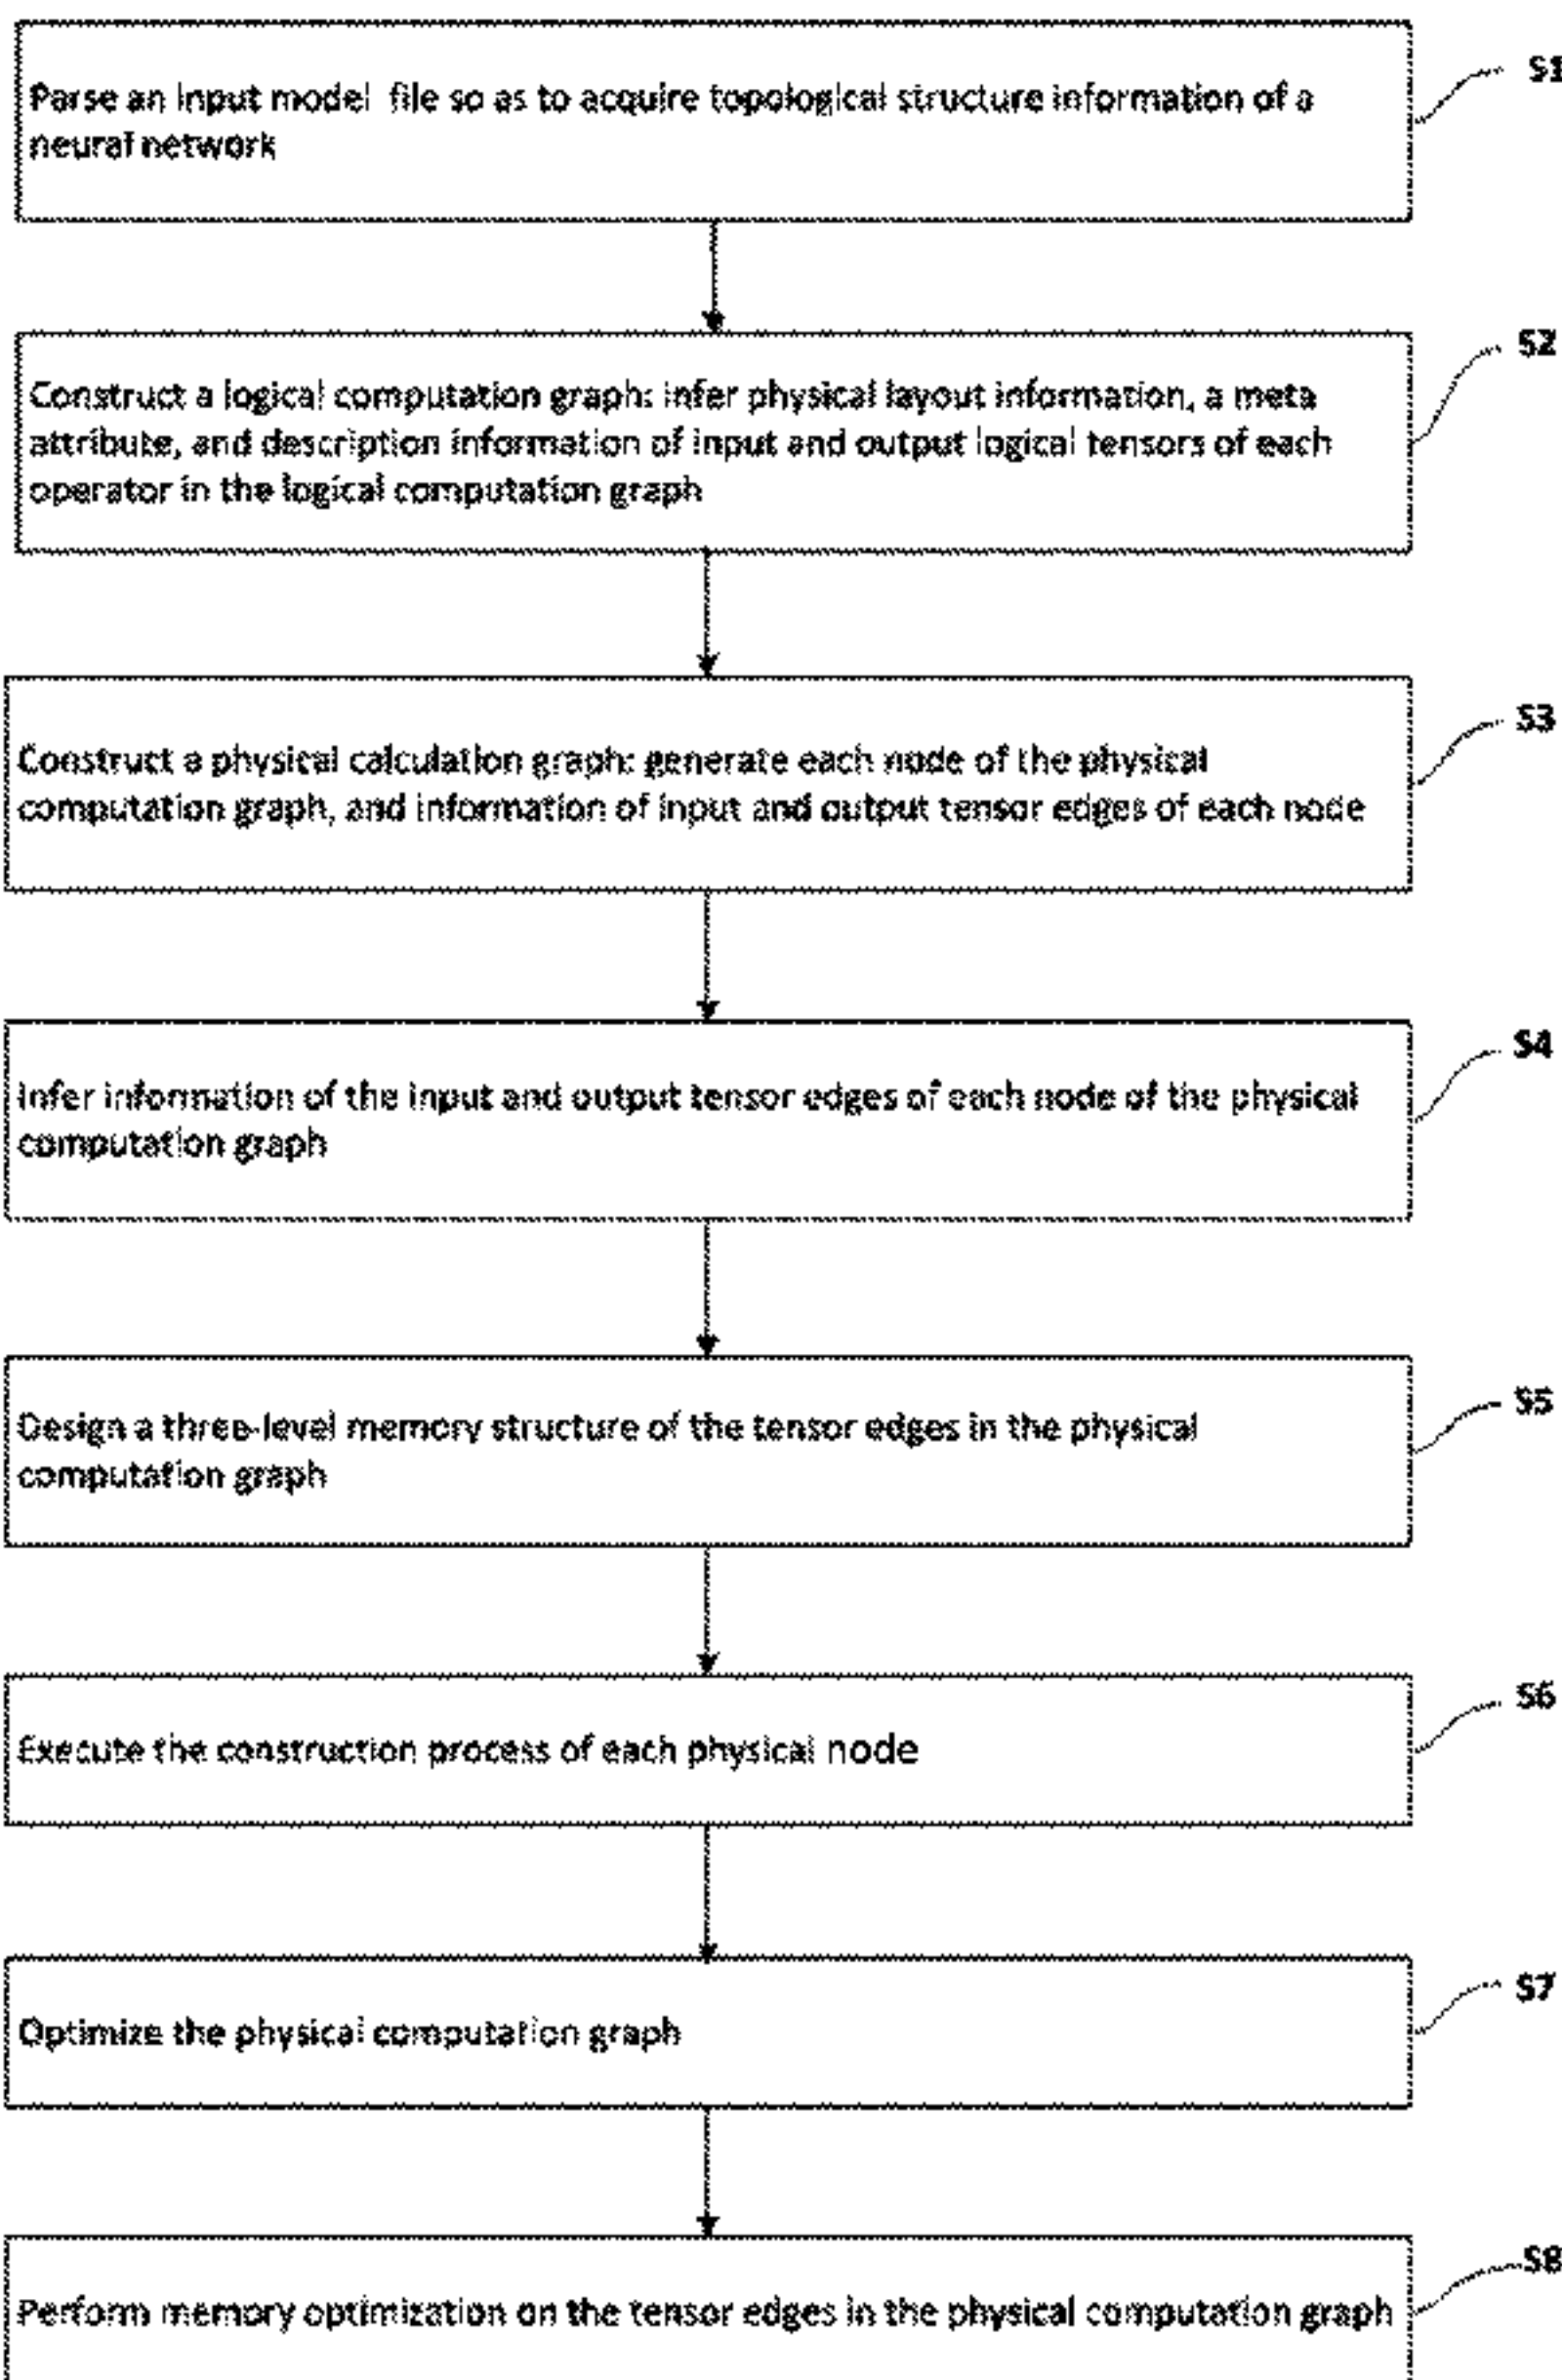 S1
Parse an input model file so as to acquire topological structure information of a
neural network
S2
Construct a logical computation graph: infer physical layout information, a meta
attribute, and description information of input and output logical tensors of each
operator in the logical computation graph
S3
Construct a physical calculation graph: generate each node of the physical
computation graph, and information of input and output tensor edges of each node
S4
Infer information of the input and output tensor edges of each node of the physical
computation graph
S5
Design a three-level memory structure of the tensor edges in the physical
computation graph
S6
Execute the construction process of each physical node
S7
Optimize the physical computation graph
S8
Perform memory optimization on the tensor edges in the physical computation graph